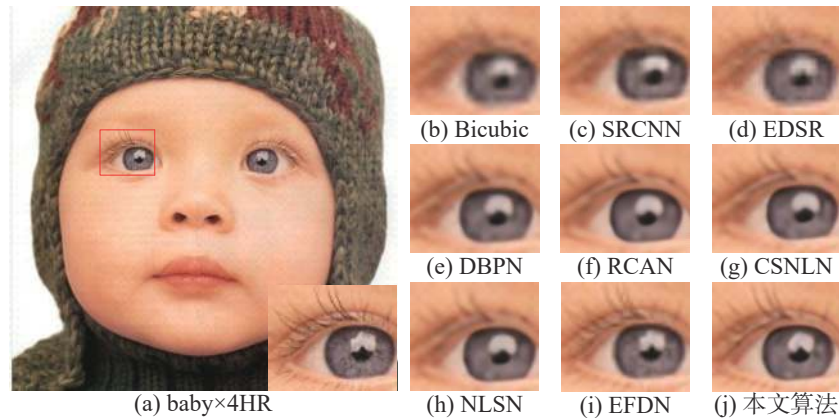 (b) Bicubic (c) SRCNN (d) EDSR
(e) DBPN (f) RCAN (g) CSNLN
(a) baby×4HR (h) NLSN (i) EFDN (j) 本文算法